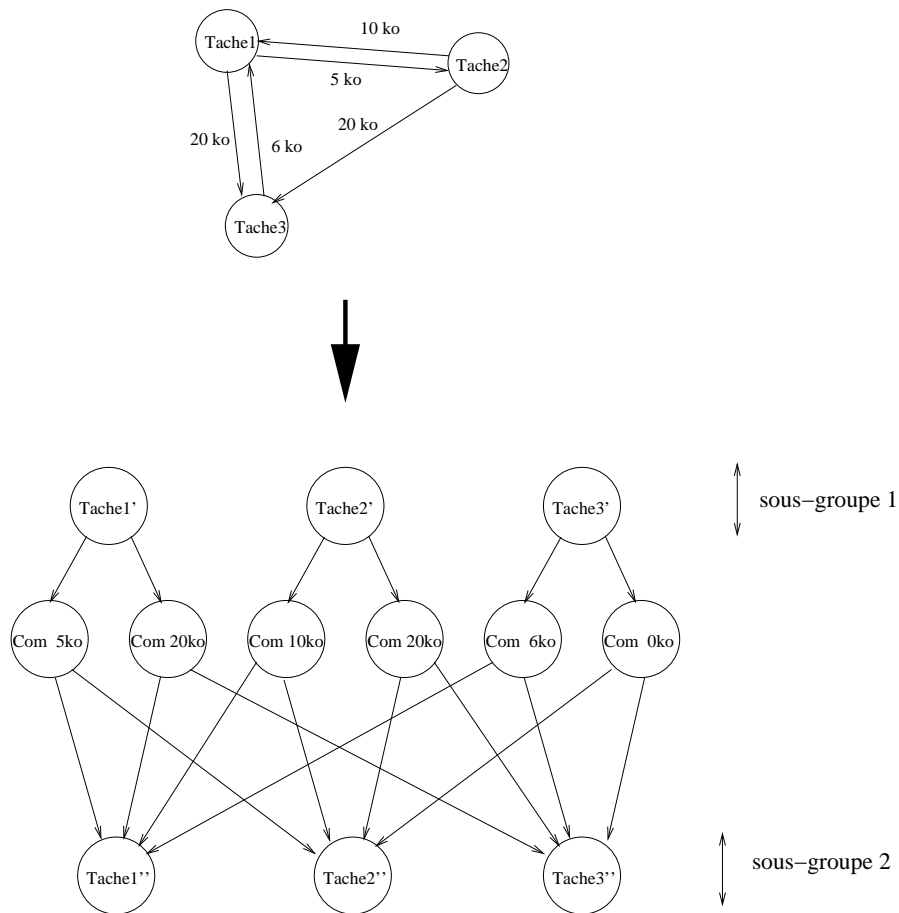 10 ko
Tache1
Tache2
5 ko
20 ko
20 ko
6 ko
Tache3
Tache1'
Tache2'
Tache3'
sous−groupe 1
Com 5ko
Com 20ko
Com 10ko
Com 20ko
Com 6ko
Com 0ko
Tache1''
Tache2''
Tache3''
sous−groupe 2